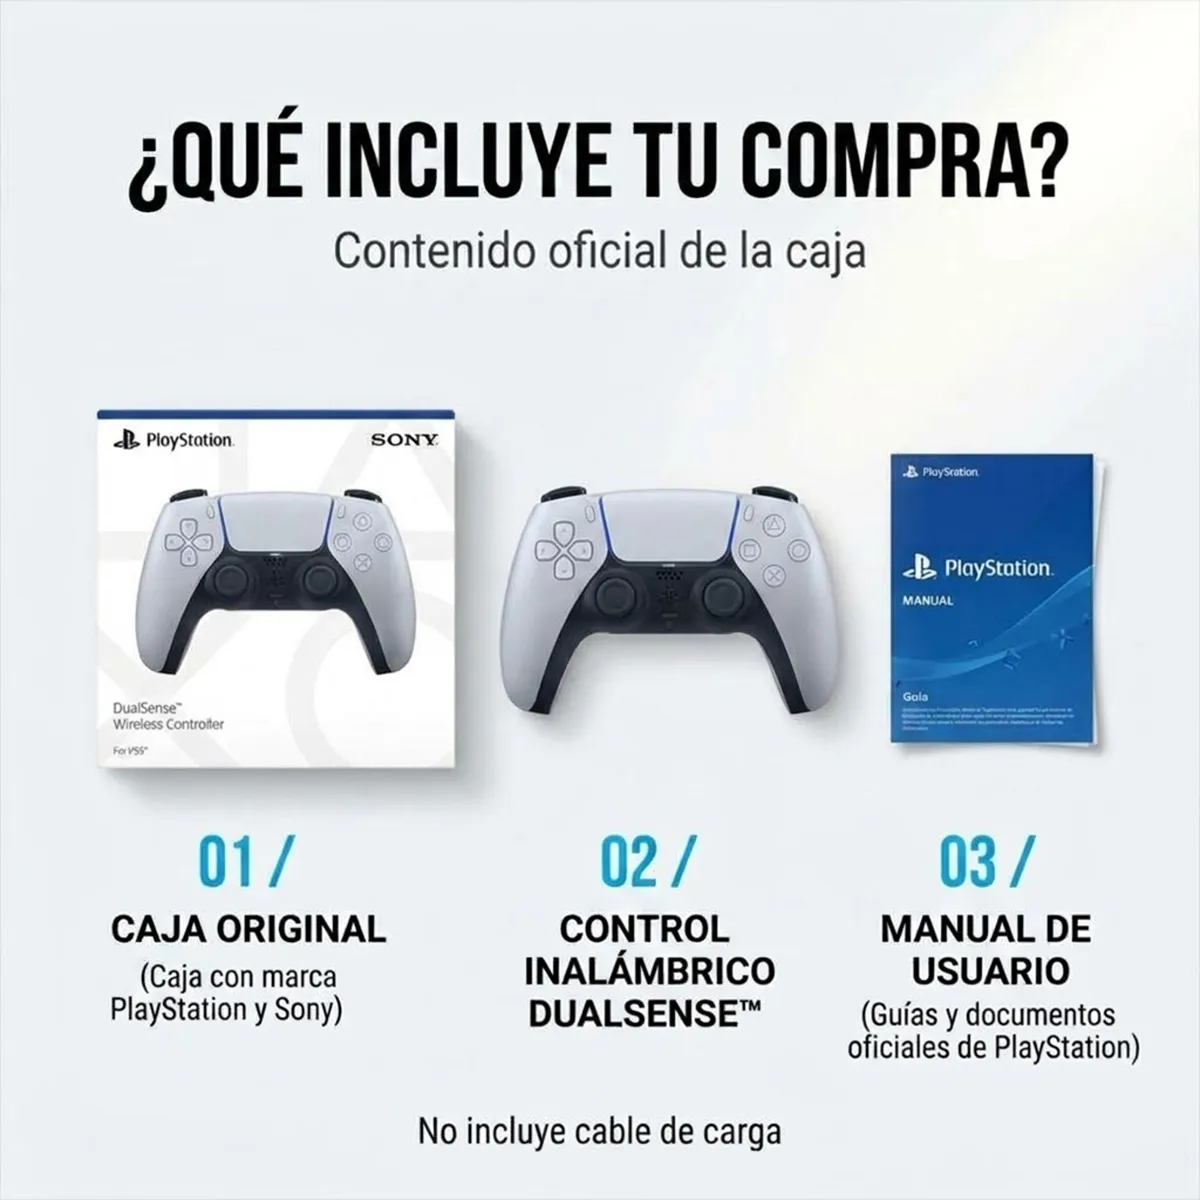 ¿QUÉ INCLUYE TU COMPRA?
Contenido oficial de la caja
PlayStation
SONY
DualSense™
Wireless Controller
PlaySration.
PlayStation.
MANUAL
Gola
01 /
CAJA ORIGINAL
(Caja con marca
PlayStation y Sony)
02 /
CONTROL
INALÁMBRICO
DUALSENSE™
03 /
MANUAL DE
USUARIO
(Guías y documentos
oficiales de PlayStation)
No incluye cable de carga